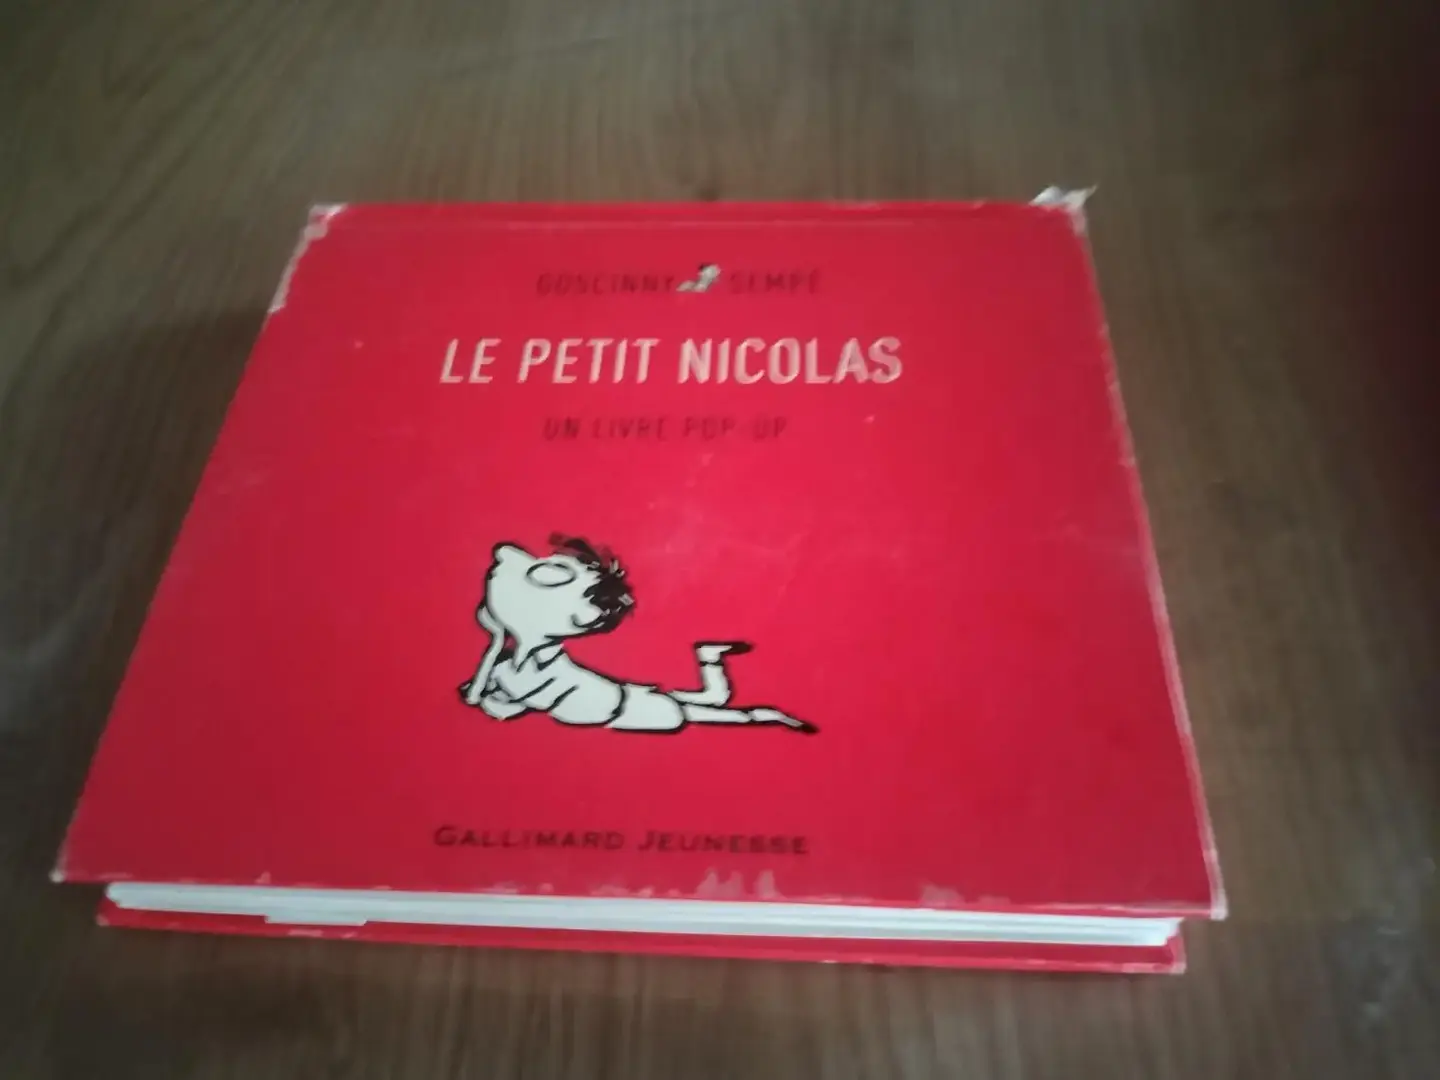 GOSCINNY SEMPÉ
LE PETIT NICOLAS
UN LIVRE POP-UP
GALLIMARD JEUNESSE